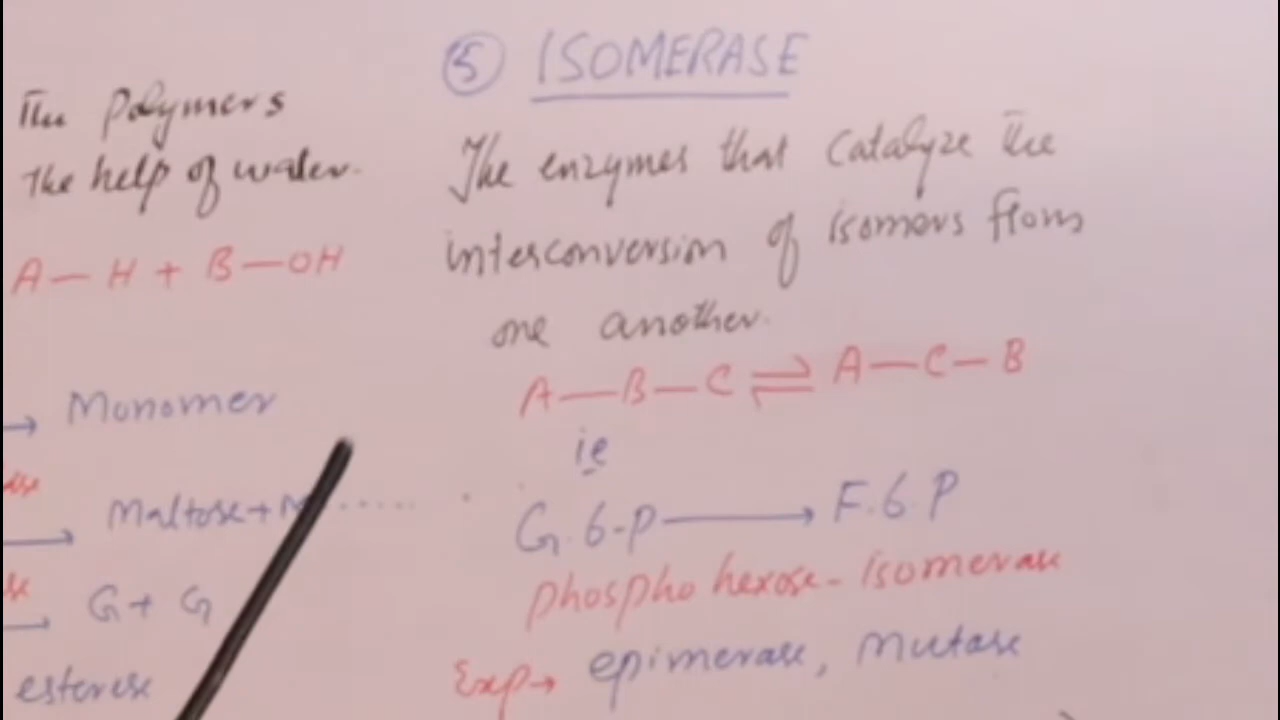 The Polymers
The help of water.
A — H + B — OH
→ Monomer
→ Maltose + M .....
→ G + G
esterese
⑤ ISOMERASE
The enzymes that Catalyze The
interconversion of isomers from
one another.
A — B — C ⇌ A — C — B
ie
G.6-P ⟶ F.6.P
phospho hexose-isomerase
Exp → epimerase, Mutase